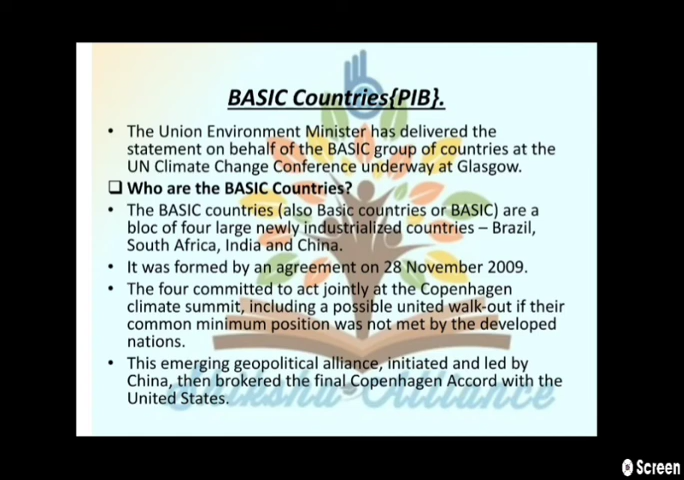 BASIC Countries{PIB}.
• The Union Environment Minister has delivered the
statement on behalf of the BASIC group of countries at the
UN Climate Change Conference underway at Glasgow.
❑ Who are the BASIC Countries?
• The BASIC countries (also Basic countries or BASIC) are a
bloc of four large newly industrialized countries – Brazil,
South Africa, India and China.
• It was formed by an agreement on 28 November 2009.
• The four committed to act jointly at the Copenhagen
climate summit, including a possible united walk-out if their
common minimum position was not met by the developed
nations.
• This emerging geopolitical alliance, initiated and led by
China, then brokered the final Copenhagen Accord with the
United States.
Shiksha Alliance
Screen